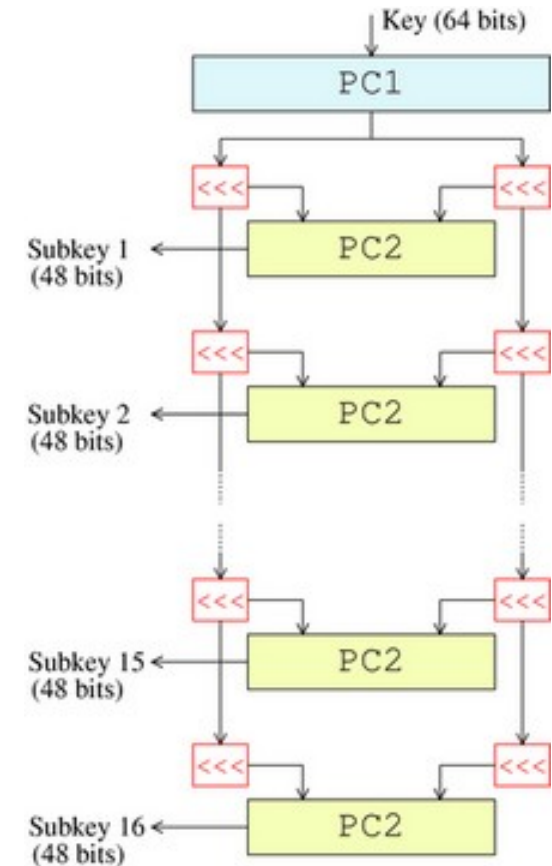 Key (64 bits)
PC1
<<< <<<
PC2
Subkey 1
(48 bits)
<<< <<<
PC2
Subkey 2
(48 bits)
<<< <<<
PC2
Subkey 15
(48 bits)
<<< <<<
PC2
Subkey 16
(48 bits)